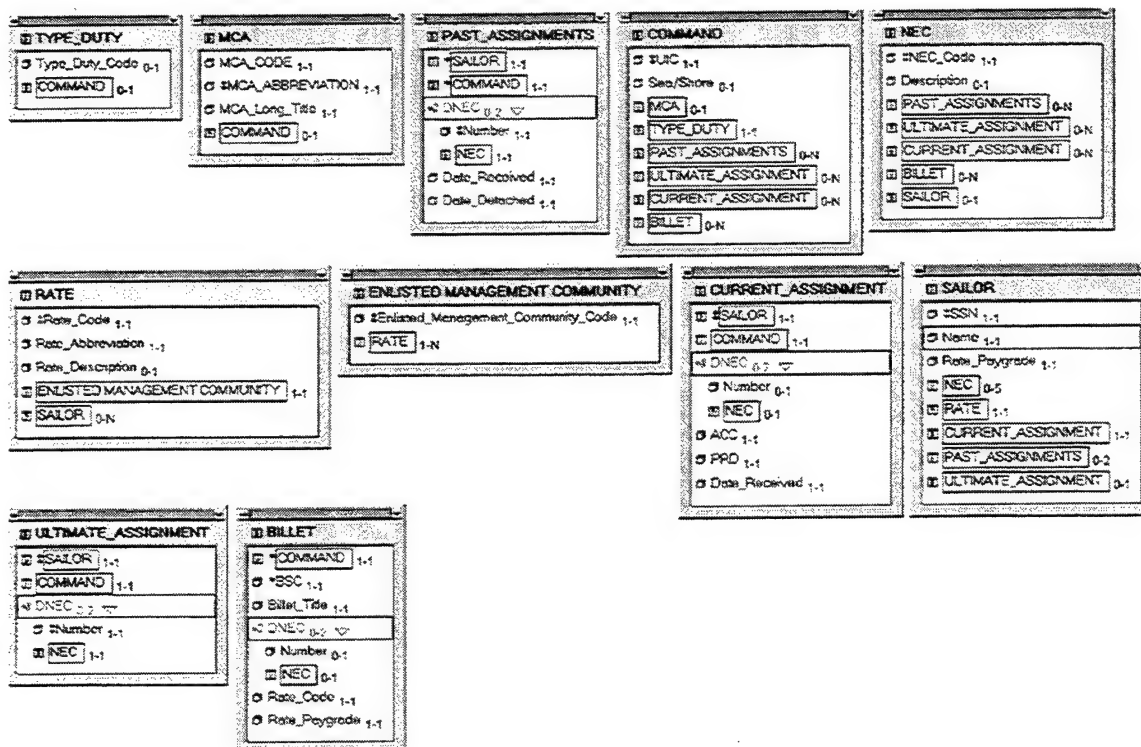 TYPE_DUTY
Type_Duty_Code 0-1
COMMAND 0-1
MCA
MCA_CODE 1-1
‡MCA_ABBREVIATION 1-1
MCA_Long_Title 1-1
COMMAND 0-1
PAST_ASSIGNMENTS
*SAILOR 1-1
*COMMAND 1-1
DNEC 0-2
‡Number 1-1
NEC 1-1
Date_Received 1-1
Date_Detached 1-1
COMMAND
‡UIC 1-1
Sea/Shore 0-1
MCA 0-1
TYPE_DUTY 1-1
PAST_ASSIGNMENTS 0-N
ULTIMATE_ASSIGNMENT 0-N
CURRENT_ASSIGNMENT 0-N
BILLET 0-N
NEC
‡NEC_Code 1-1
Description 0-1
PAST_ASSIGNMENTS 0-N
ULTIMATE_ASSIGNMENT 0-N
CURRENT_ASSIGNMENT 0-N
BILLET 0-N
SAILOR 0-1
RATE
‡Rate_Code 1-1
Rate_Abbreviation 1-1
Rate_Description 0-1
ENLISTED MANAGEMENT COMMUNITY 1-1
SAILOR 0-N
ENLISTED MANAGEMENT COMMUNITY
‡Enlisted_Management_Community_Code 1-1
RATE 1-N
CURRENT_ASSIGNMENT
‡SAILOR 1-1
COMMAND 1-1
DNEC 0-2
Number 0-1
NEC 0-1
ACC 1-1
PRD 1-1
Date_Received 1-1
SAILOR
‡SSN 1-1
Name 1-1
Rate_Paygrade 1-1
NEC 0-5
RATE 1-1
CURRENT_ASSIGNMENT 1-1
PAST_ASSIGNMENTS 0-2
ULTIMATE_ASSIGNMENT 0-1
ULTIMATE_ASSIGNMENT
‡SAILOR 1-1
COMMAND 1-1
DNEC 0-2
‡Number 1-1
NEC 1-1
BILLET
*COMMAND 1-1
*BSC 1-1
Billet_Title 1-1
DNEC 0-2
Number 0-1
NEC 0-1
Rate_Code 1-1
Rate_Paygrade 1-1